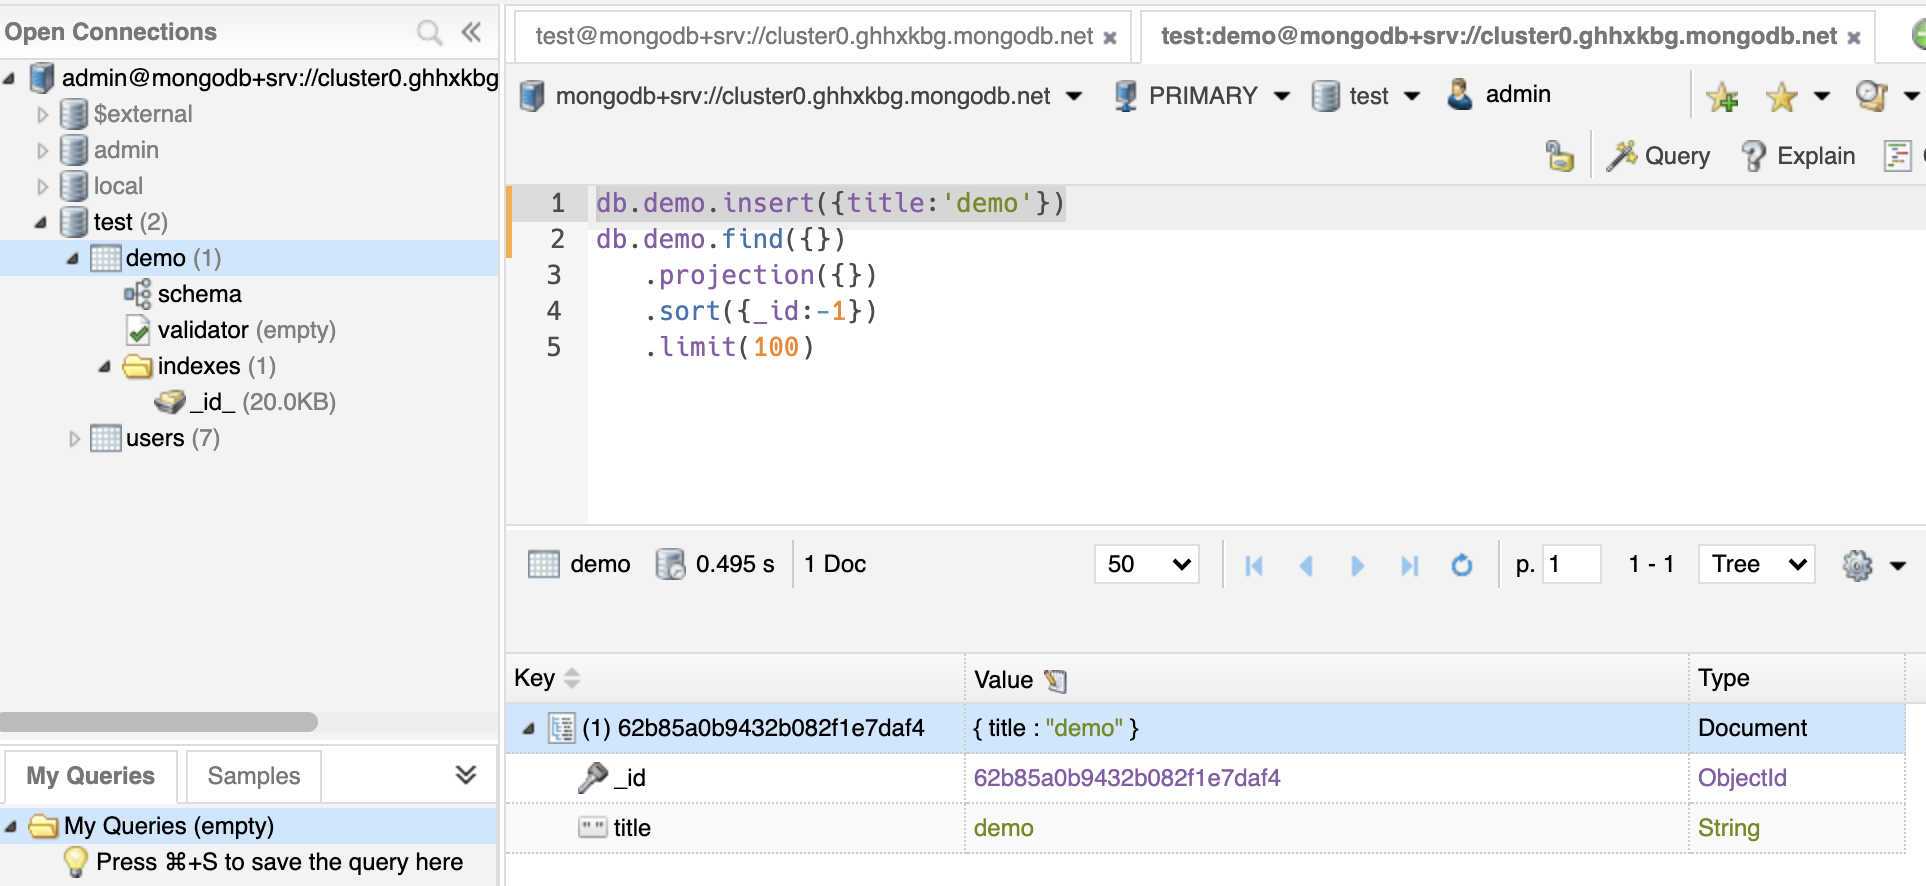 Open Connections
admin@mongodb+srv://cluster0.ghhxkbg
$external
admin
local
test (2)
demo (1)
schema
validator (empty)
indexes (1)
_id_ (20.0KB)
users (7)
My Queries
Samples
My Queries (empty)
Press ⌘+S to save the query here
test@mongodb+srv://cluster0.ghhxkbg.mongodb.net
test:demo@mongodb+srv://cluster0.ghhxkbg.mongodb.net
mongodb+srv://cluster0.ghhxkbg.mongodb.net PRIMARY test admin
Query Explain
1 db.demo.insert({title:'demo'})
2 db.demo.find({})
3 .projection({})
4 .sort({_id:-1})
5 .limit(100)
demo 0.495 s 1 Doc 50 p. 1 1 - 1 Tree
Key Value Type
(1) 62b85a0b9432b082f1e7daf4 { title : "demo" } Document
_id 62b85a0b9432b082f1e7daf4 ObjectId
" " title demo String